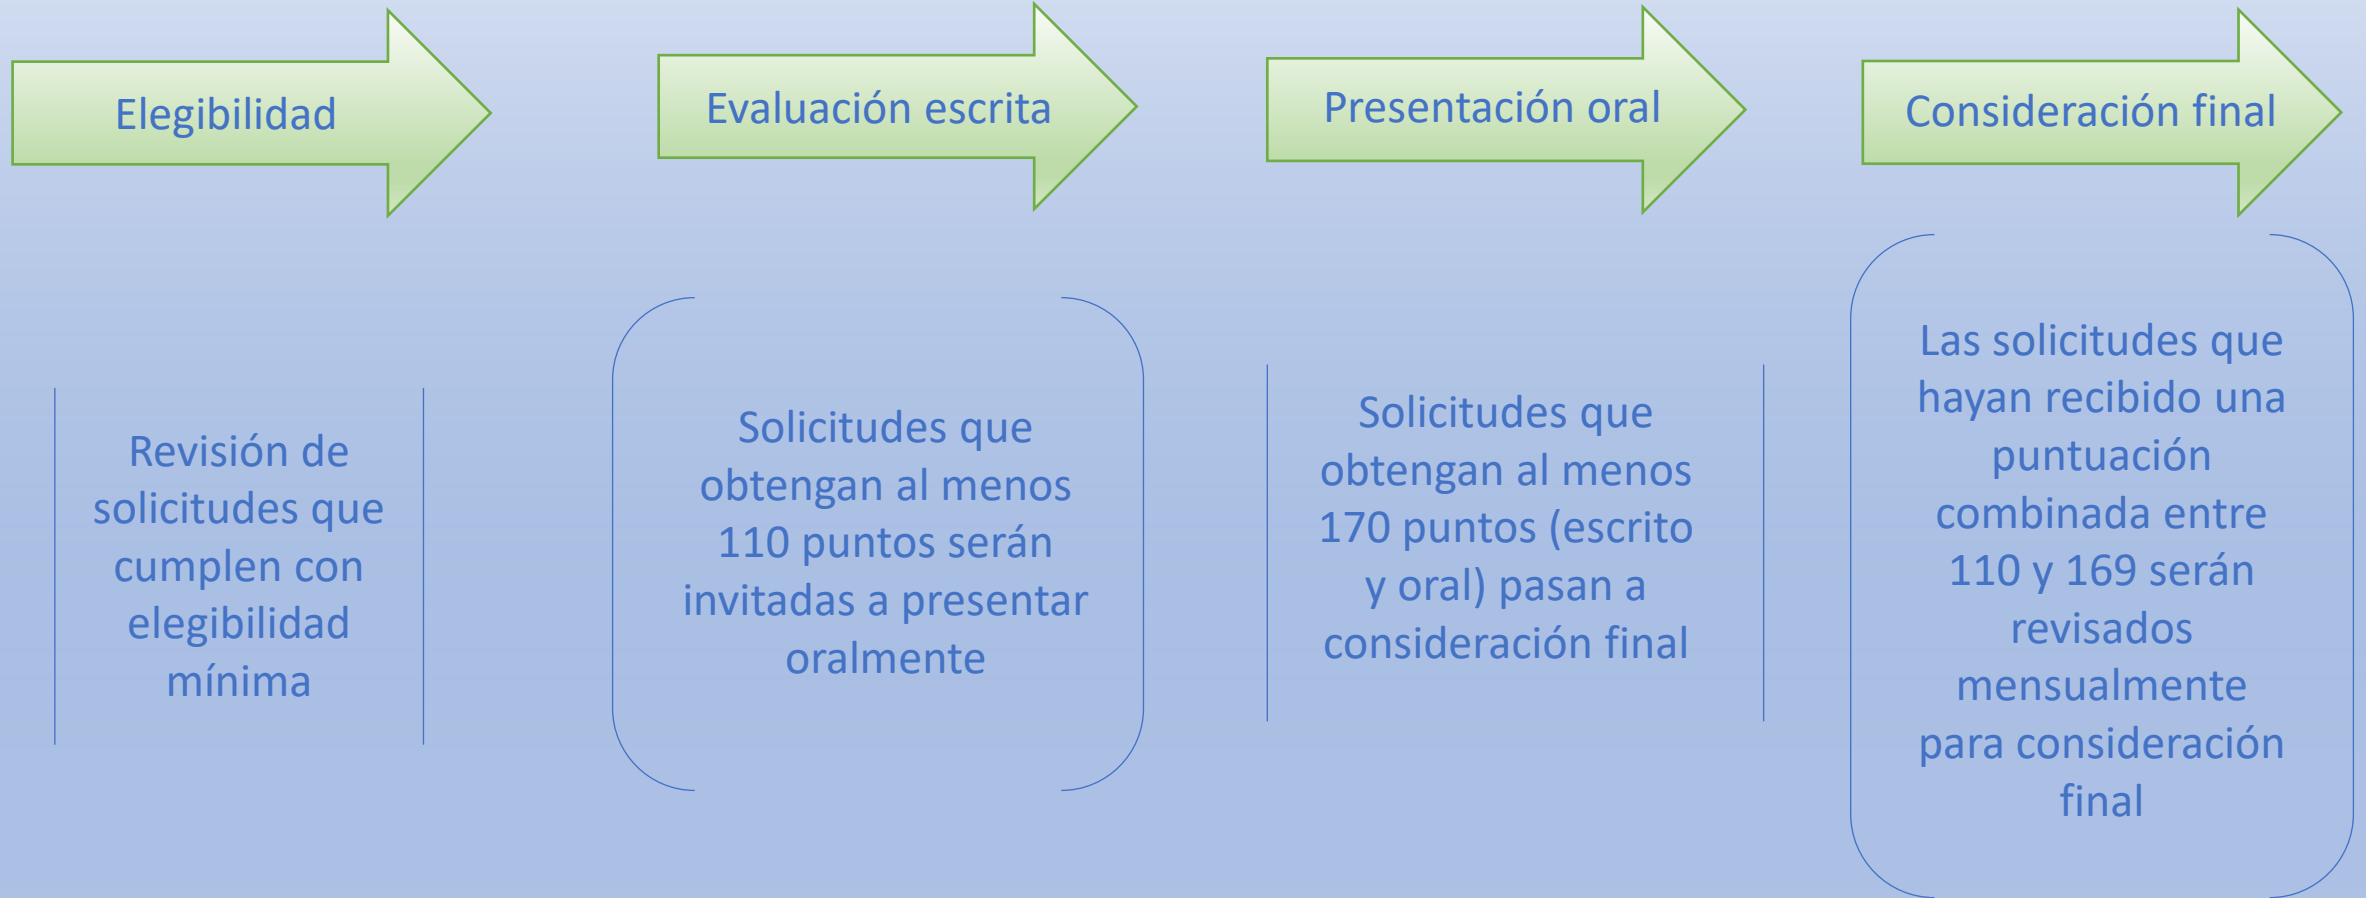 Elegibilidad
Evaluación escrita
Presentación oral
Consideración final
Revisión de
solicitudes que
cumplen con
elegibilidad
mínima
Solicitudes que
obtengan al menos
110 puntos serán
invitadas a presentar
oralmente
Solicitudes que
obtengan al menos
170 puntos (escrito
y oral) pasan a
consideración final
Las solicitudes que
hayan recibido una
puntuación
combinada entre
110 y 169 serán
revisados
mensualmente
para consideración
final